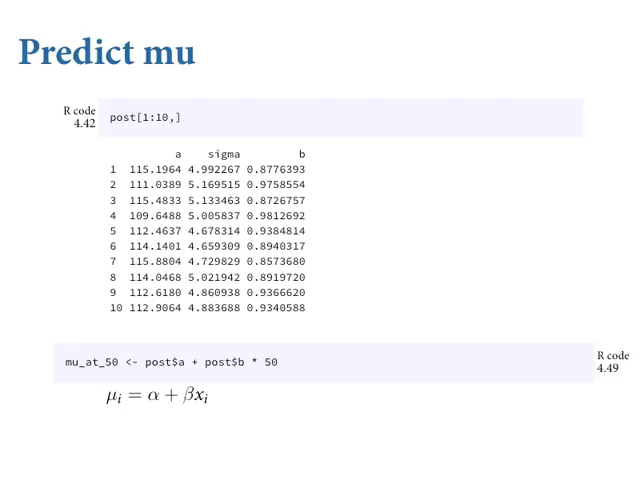 Predict mu
R code
4.42
post[1:10,]
a sigma b
1 115.1964 4.992267 0.8776393
2 111.0389 5.169515 0.9758554
3 115.4833 5.133463 0.8726757
4 109.6488 5.005837 0.9812692
5 112.4637 4.678314 0.9384814
6 114.1401 4.659309 0.8940317
7 115.8804 4.729829 0.8573680
8 114.0468 5.021942 0.8919720
9 112.6180 4.860938 0.9366620
10 112.9064 4.883688 0.9340588
mu_at_50 <- post$a + post$b * 50
R code
4.49
μi = α + βxi